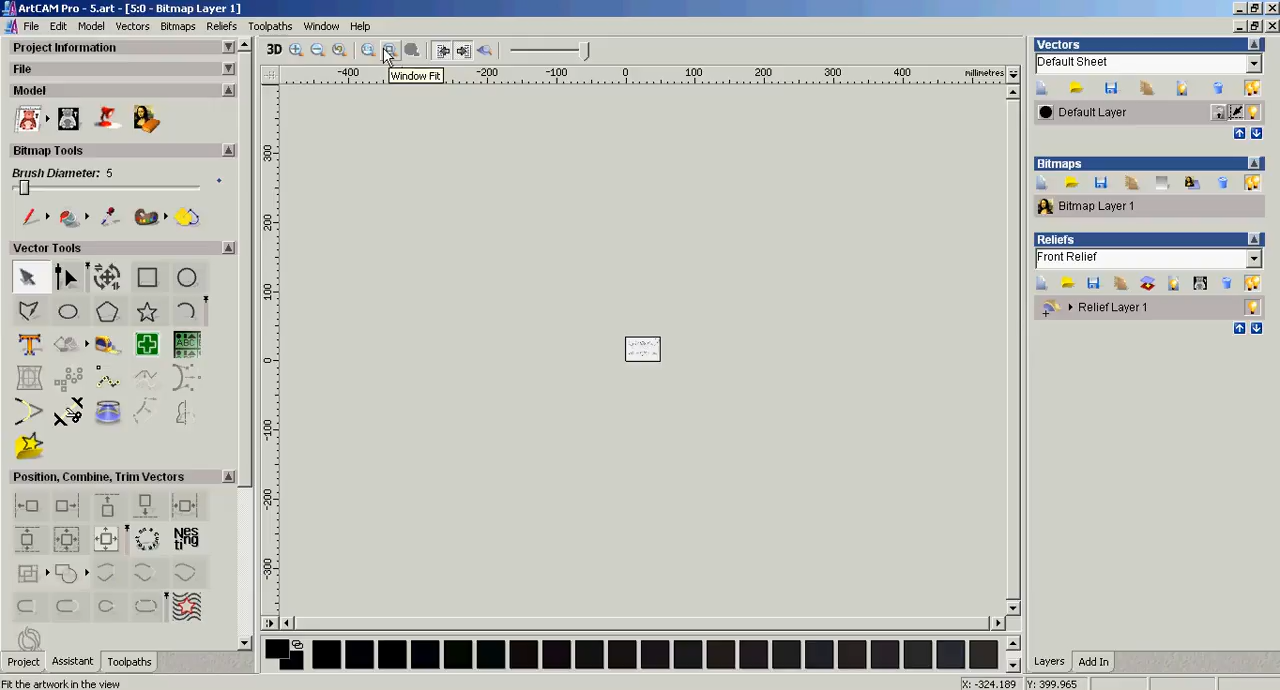 ArtCAM Pro - 5.art - [5:0 - Bitmap Layer 1]
File Edit Model Vectors Bitmaps Reliefs Toolpaths Window Help
Project Information
File
Model
Bitmap Tools
Brush Diameter: 5
Vector Tools
ABC
Position, Combine, Trim Vectors
Nes
ting
Project Assistant Toolpaths
Fit the artwork in the view
3D
Window Fit
-400 -200 -100 0 100 200 300 400 millimetres
300
200
100
0
-100
-200
-300
X: -324.189 Y: 399.965
Vectors
Default Sheet
Default Layer
Bitmaps
Bitmap Layer 1
Reliefs
Front Relief
Relief Layer 1
Layers Add In